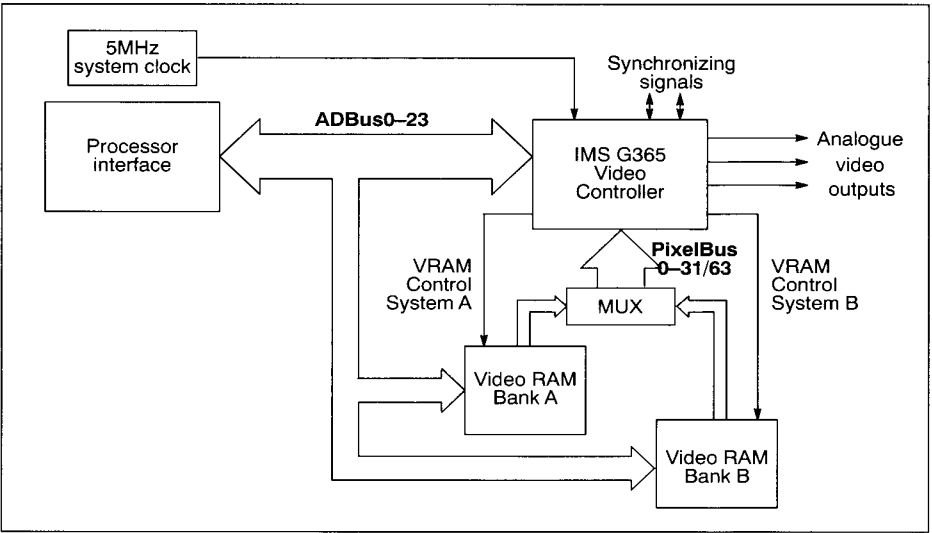 5MHz
system clock
Synchronizing
signals
ADBus0–23
Processor
interface
IMS G365
Video
Controller
Analogue
video
outputs
PixelBus
0–31/63
VRAM
Control
System A
VRAM
Control
System B
MUX
Video RAM
Bank A
Video RAM
Bank B